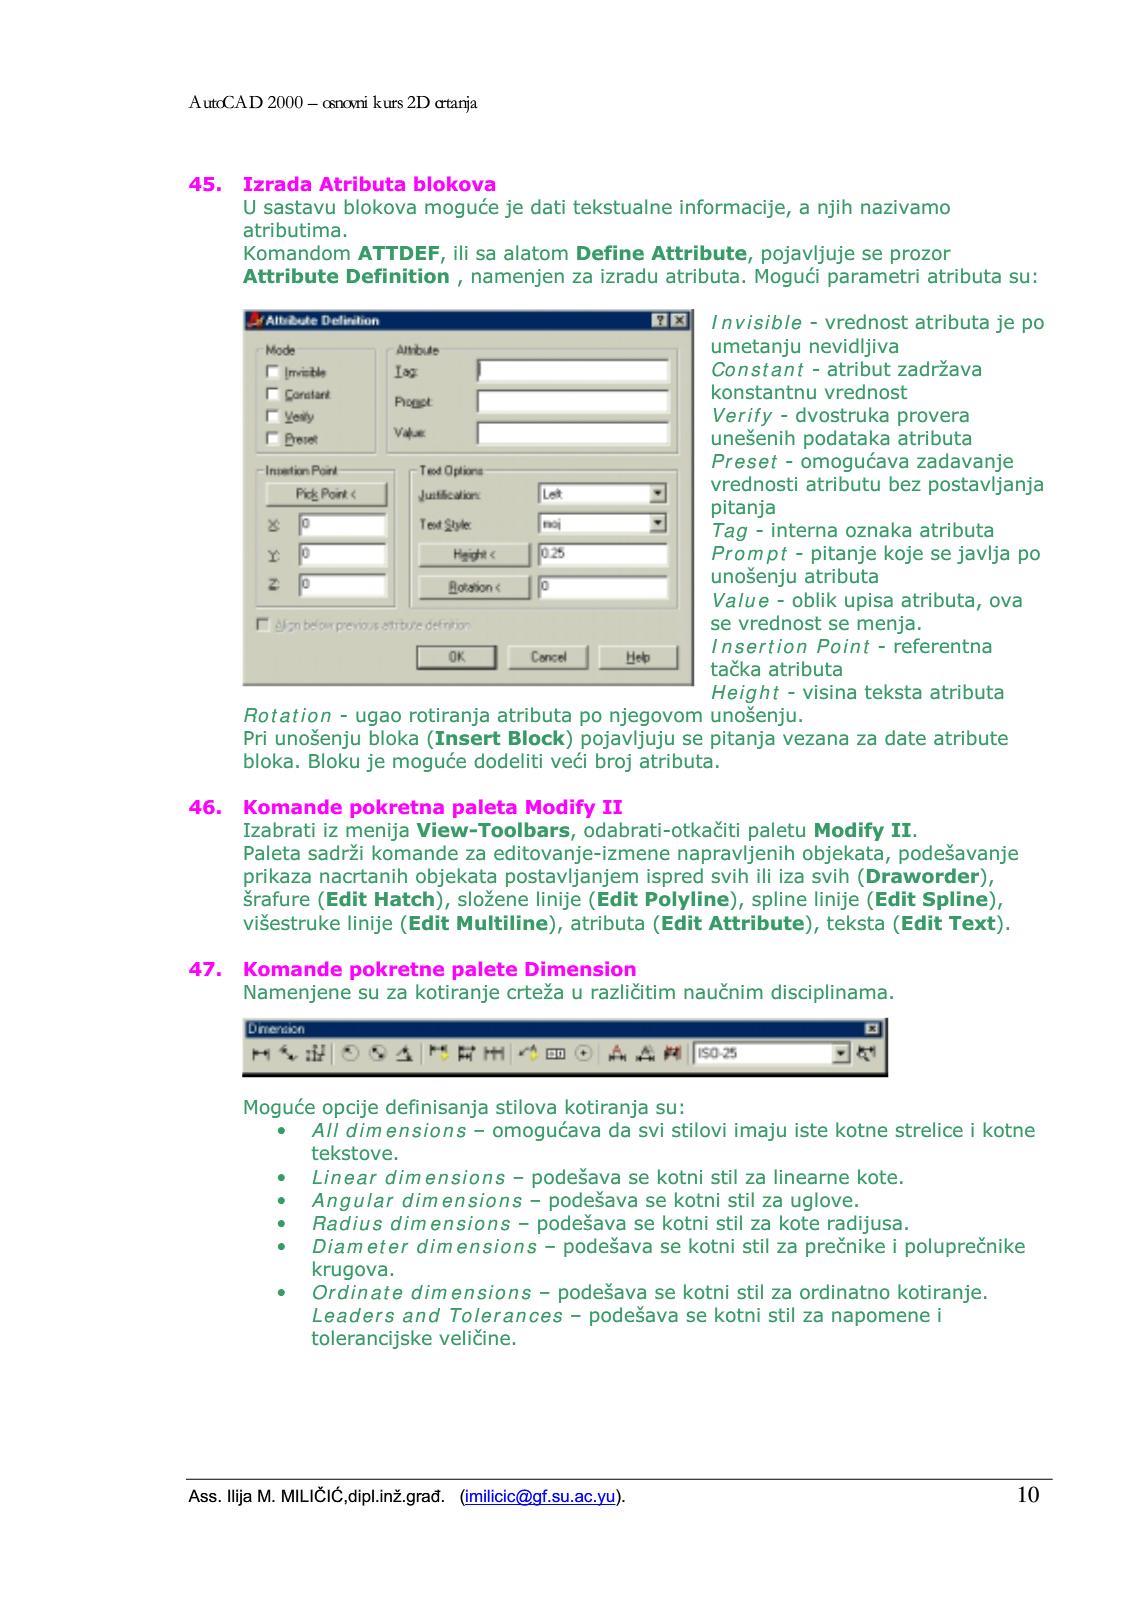 AutoCAD 2000 – osnovni kurs 2D crtanja
45. Izrada Atributa blokova
U sastavu blokova moguće je dati tekstualne informacije, a njih nazivamo
atributima.
Komandom ATTDEF, ili sa alatom Define Attribute, pojavljuje se prozor
Attribute Definition , namenjen za izradu atributa. Mogući parametri atributa su:
Attribute Definition
Mode
Invisible
Constant
Verify
Preset
Attribute
Tag:
Prompt:
Value:
Insertion Point
Pick Point <
X: 0
Y: 0
Z: 0
Text Options
Justification: Left
Text Style: moj
Height < 0.25
Rotation < 0
Align below previous attribute definition
OK Cancel Help
Invisible - vrednost atributa je po
umetanju nevidljiva
Constant - atribut zadržava
konstantnu vrednost
Verify - dvostruka provera
unešenih podataka atributa
Preset - omogućava zadavanje
vrednosti atributu bez postavljanja
pitanja
Tag - interna oznaka atributa
Prompt - pitanje koje se javlja po
unošenju atributa
Value - oblik upisa atributa, ova
se vrednost se menja.
Insertion Point - referentna
tačka atributa
Height - visina teksta atributa
Rotation - ugao rotiranja atributa po njegovom unošenju.
Pri unošenju bloka (Insert Block) pojavljuju se pitanja vezana za date atribute
bloka. Bloku je moguće dodeliti veći broj atributa.
46. Komande pokretna paleta Modify II
Izabrati iz menija View-Toolbars, odabrati-otkačiti paletu Modify II.
Paleta sadrži komande za editovanje-izmene napravljenih objekata, podešavanje
prikaza nacrtanih objekata postavljanjem ispred svih ili iza svih (Draworder),
šrafure (Edit Hatch), složene linije (Edit Polyline), spline linije (Edit Spline),
višestruke linije (Edit Multiline), atributa (Edit Attribute), teksta (Edit Text).
47. Komande pokretne palete Dimension
Namenjene su za kotiranje crteža u različitim naučnim disciplinama.
Dimension
ISO-25
Moguće opcije definisanja stilova kotiranja su:
• All dimensions – omogućava da svi stilovi imaju iste kotne strelice i kotne
tekstove.
• Linear dimensions – podešava se kotni stil za linearne kote.
• Angular dimensions – podešava se kotni stil za uglove.
• Radius dimensions – podešava se kotni stil za kote radijusa.
• Diameter dimensions – podešava se kotni stil za prečnike i poluprečnike
krugova.
• Ordinate dimensions – podešava se kotni stil za ordinatno kotiranje.
Leaders and Tolerances – podešava se kotni stil za napomene i
tolerancijske veličine.
Ass. Ilija M. MILIČIĆ,dipl.inž.građ. (imilicic@gf.su.ac.yu). 10